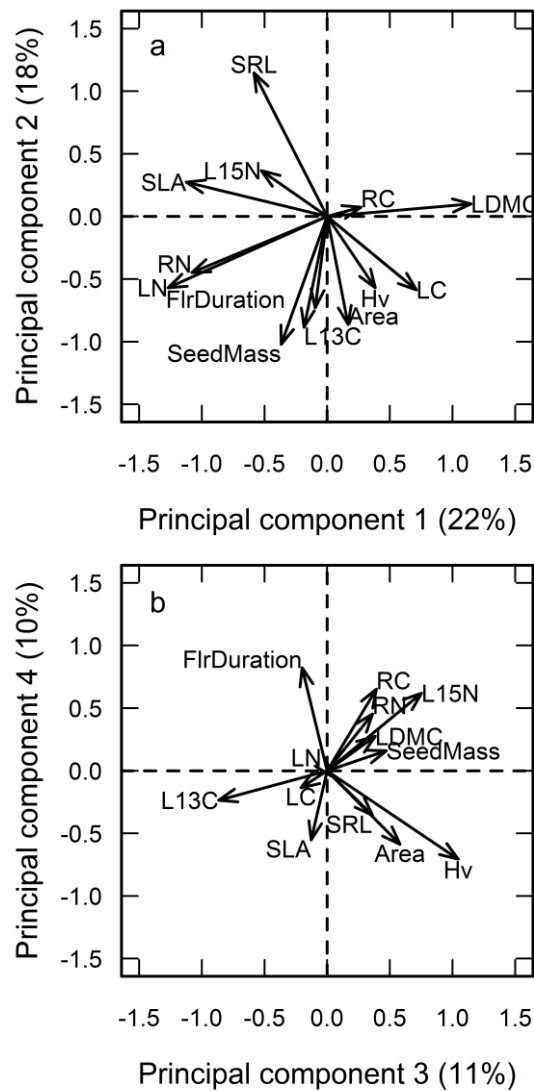 a
SRL
L15N
SLA
RC
LDMC
RN
LN
FlrDuration
Hv
LC
Area
L13C
SeedMass
1.5
1.0
0.5
0.0
-0.5
-1.0
-1.5
Principal component 2 (18%)
-1.5 -1.0 -0.5 0.0 0.5 1.0 1.5
Principal component 1 (22%)
b
FlrDuration
RC
L15N
RN
LDMC
SeedMass
LN
L13C
LC
SRL
SLA
Area
Hv
1.5
1.0
0.5
0.0
-0.5
-1.0
-1.5
Principal component 4 (10%)
-1.5 -1.0 -0.5 0.0 0.5 1.0 1.5
Principal component 3 (11%)